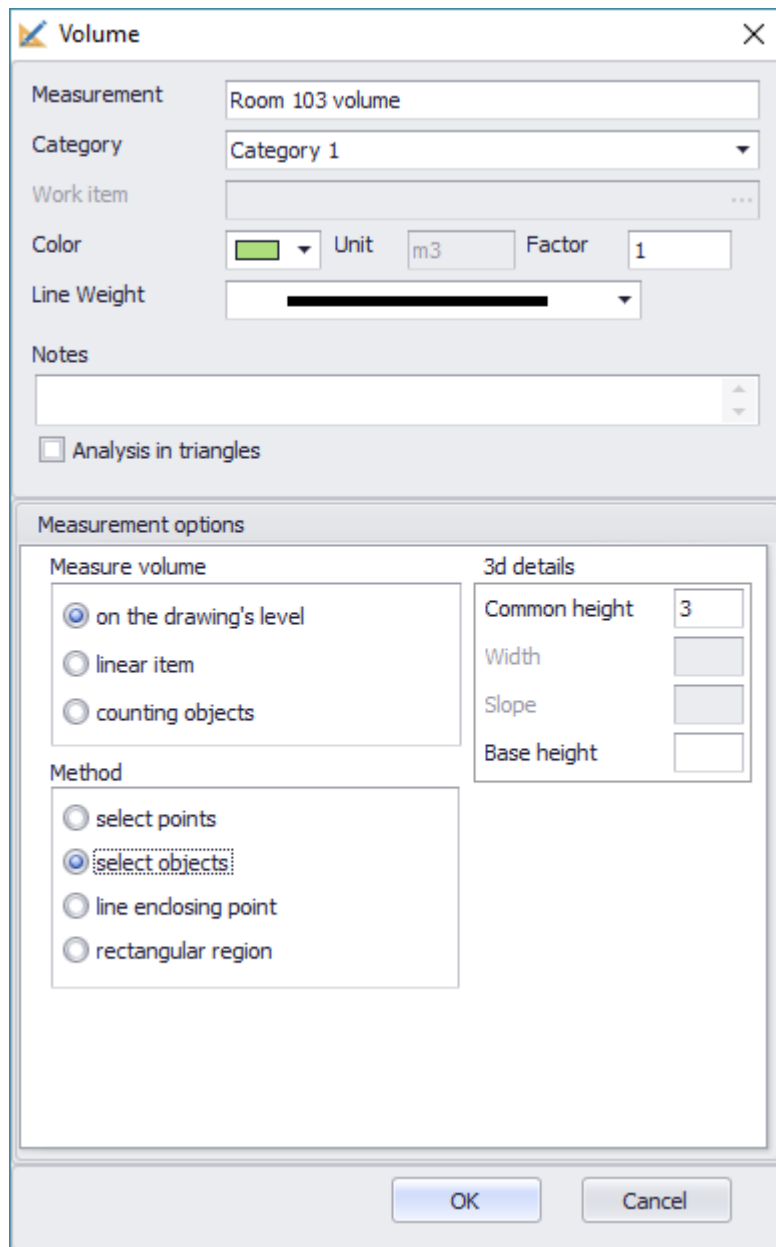 Volume
Measurement Room 103 volume
Category Category 1
Work item ...
Color Unit m3 Factor 1
Line Weight
Notes
Analysis in triangles
Measurement options
Measure volume
on the drawing's level
linear item
counting objects
3d details
Common height 3
Width
Slope
Base height
Method
select points
select objects
line enclosing point
rectangular region
OK Cancel